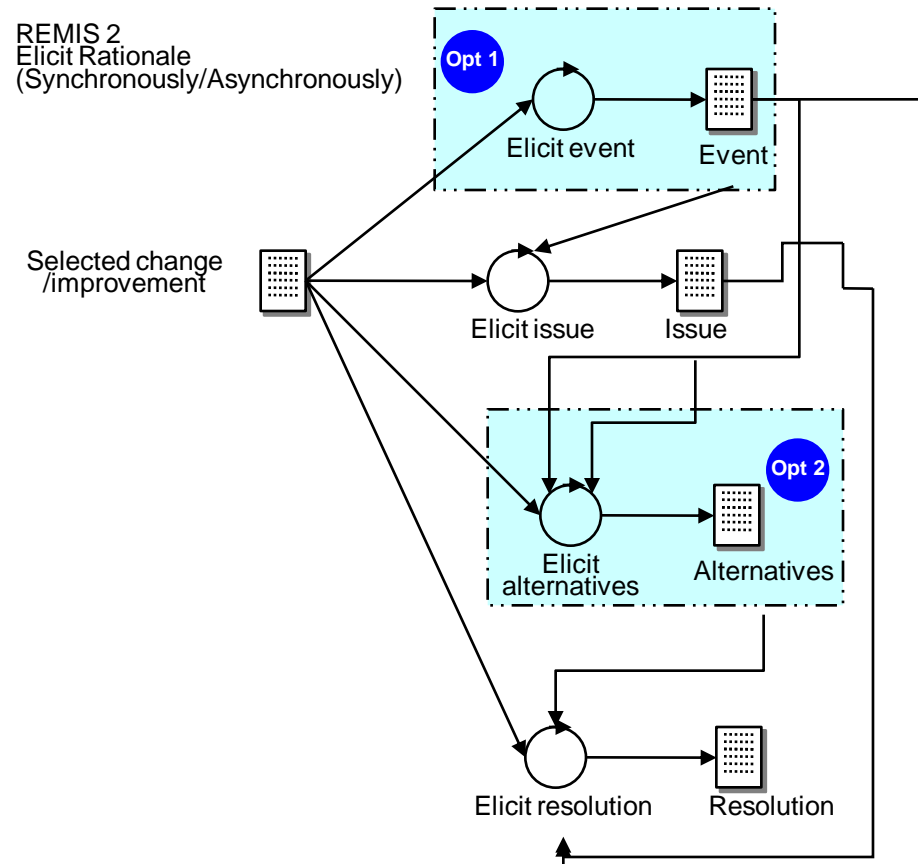 REMIS 2
Elicit Rationale
(Synchronously/Asynchronously)
Opt 1
Elicit event
Event
Selected change
/improvement
Elicit issue
Issue
Opt 2
Elicit
alternatives
Alternatives
Elicit resolution
Resolution